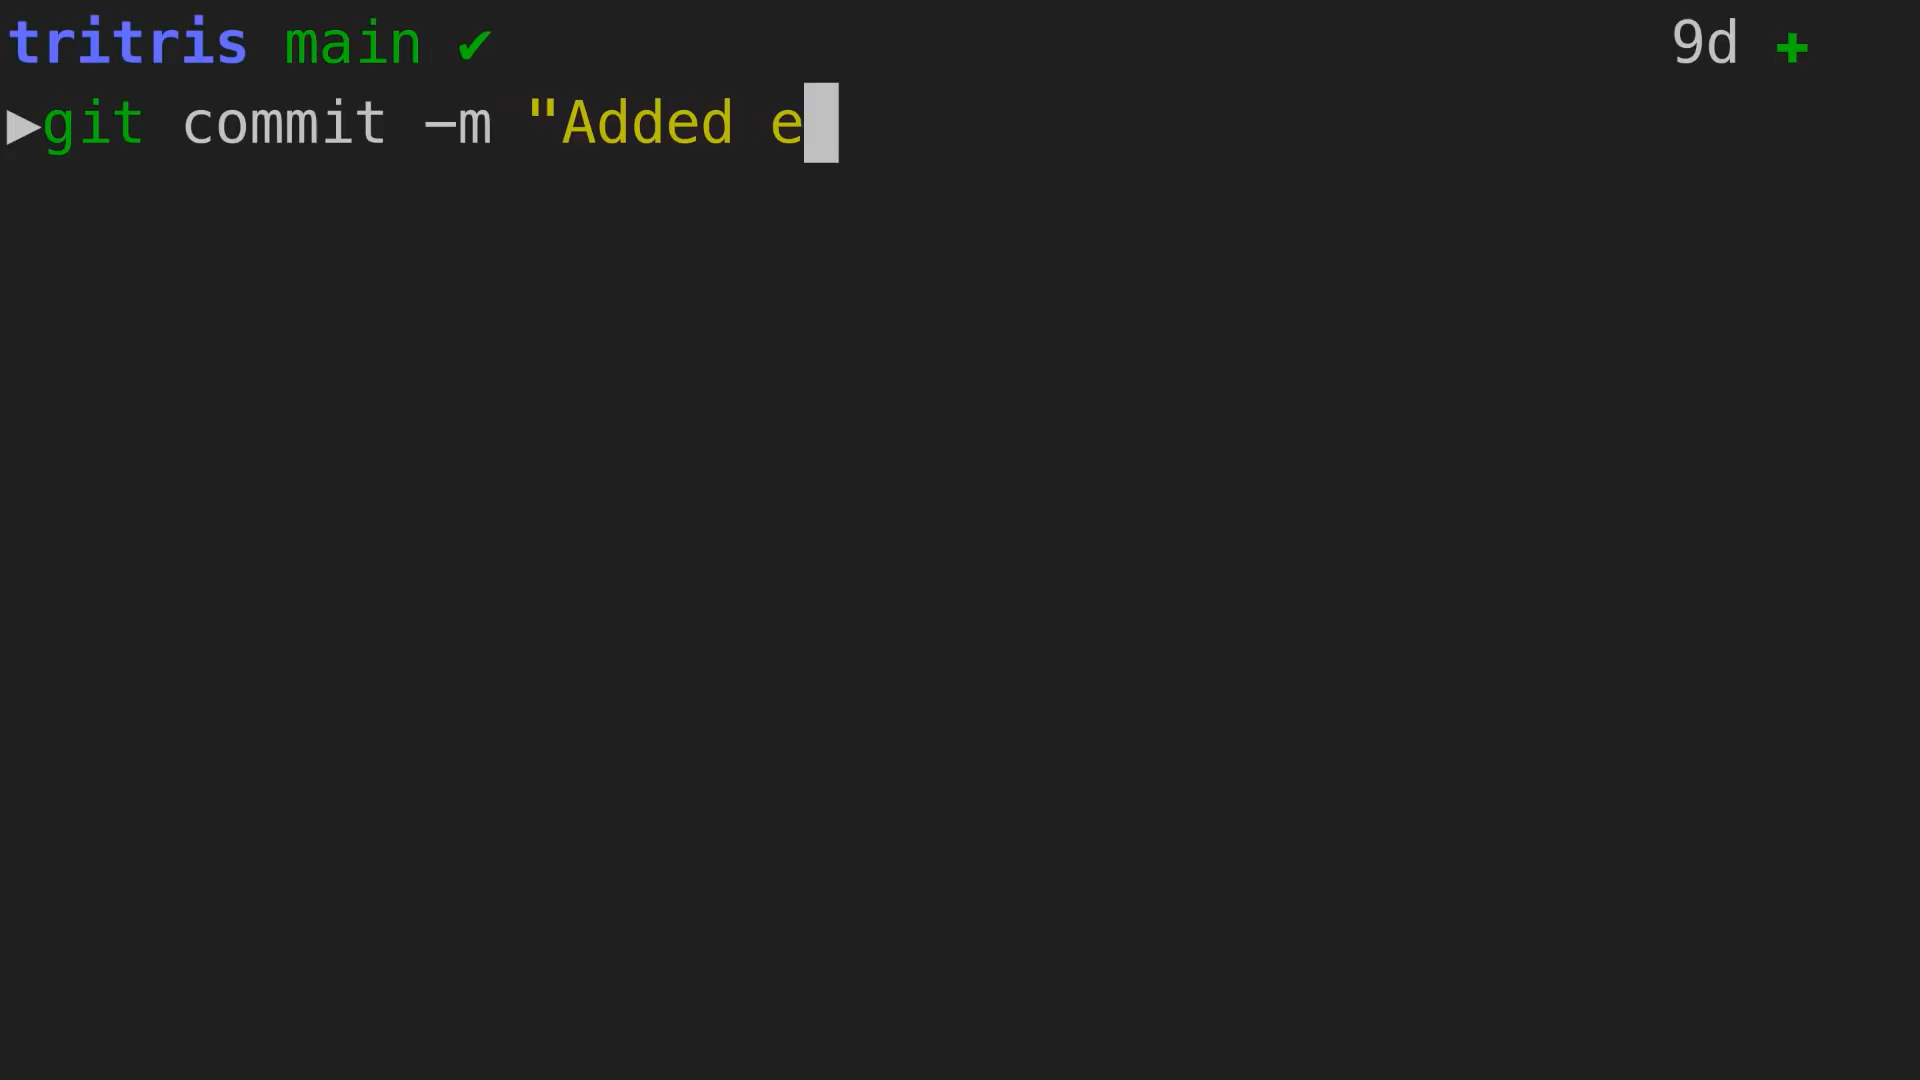 tritris main ✔ 9d ✚
▶git commit -m "Added e